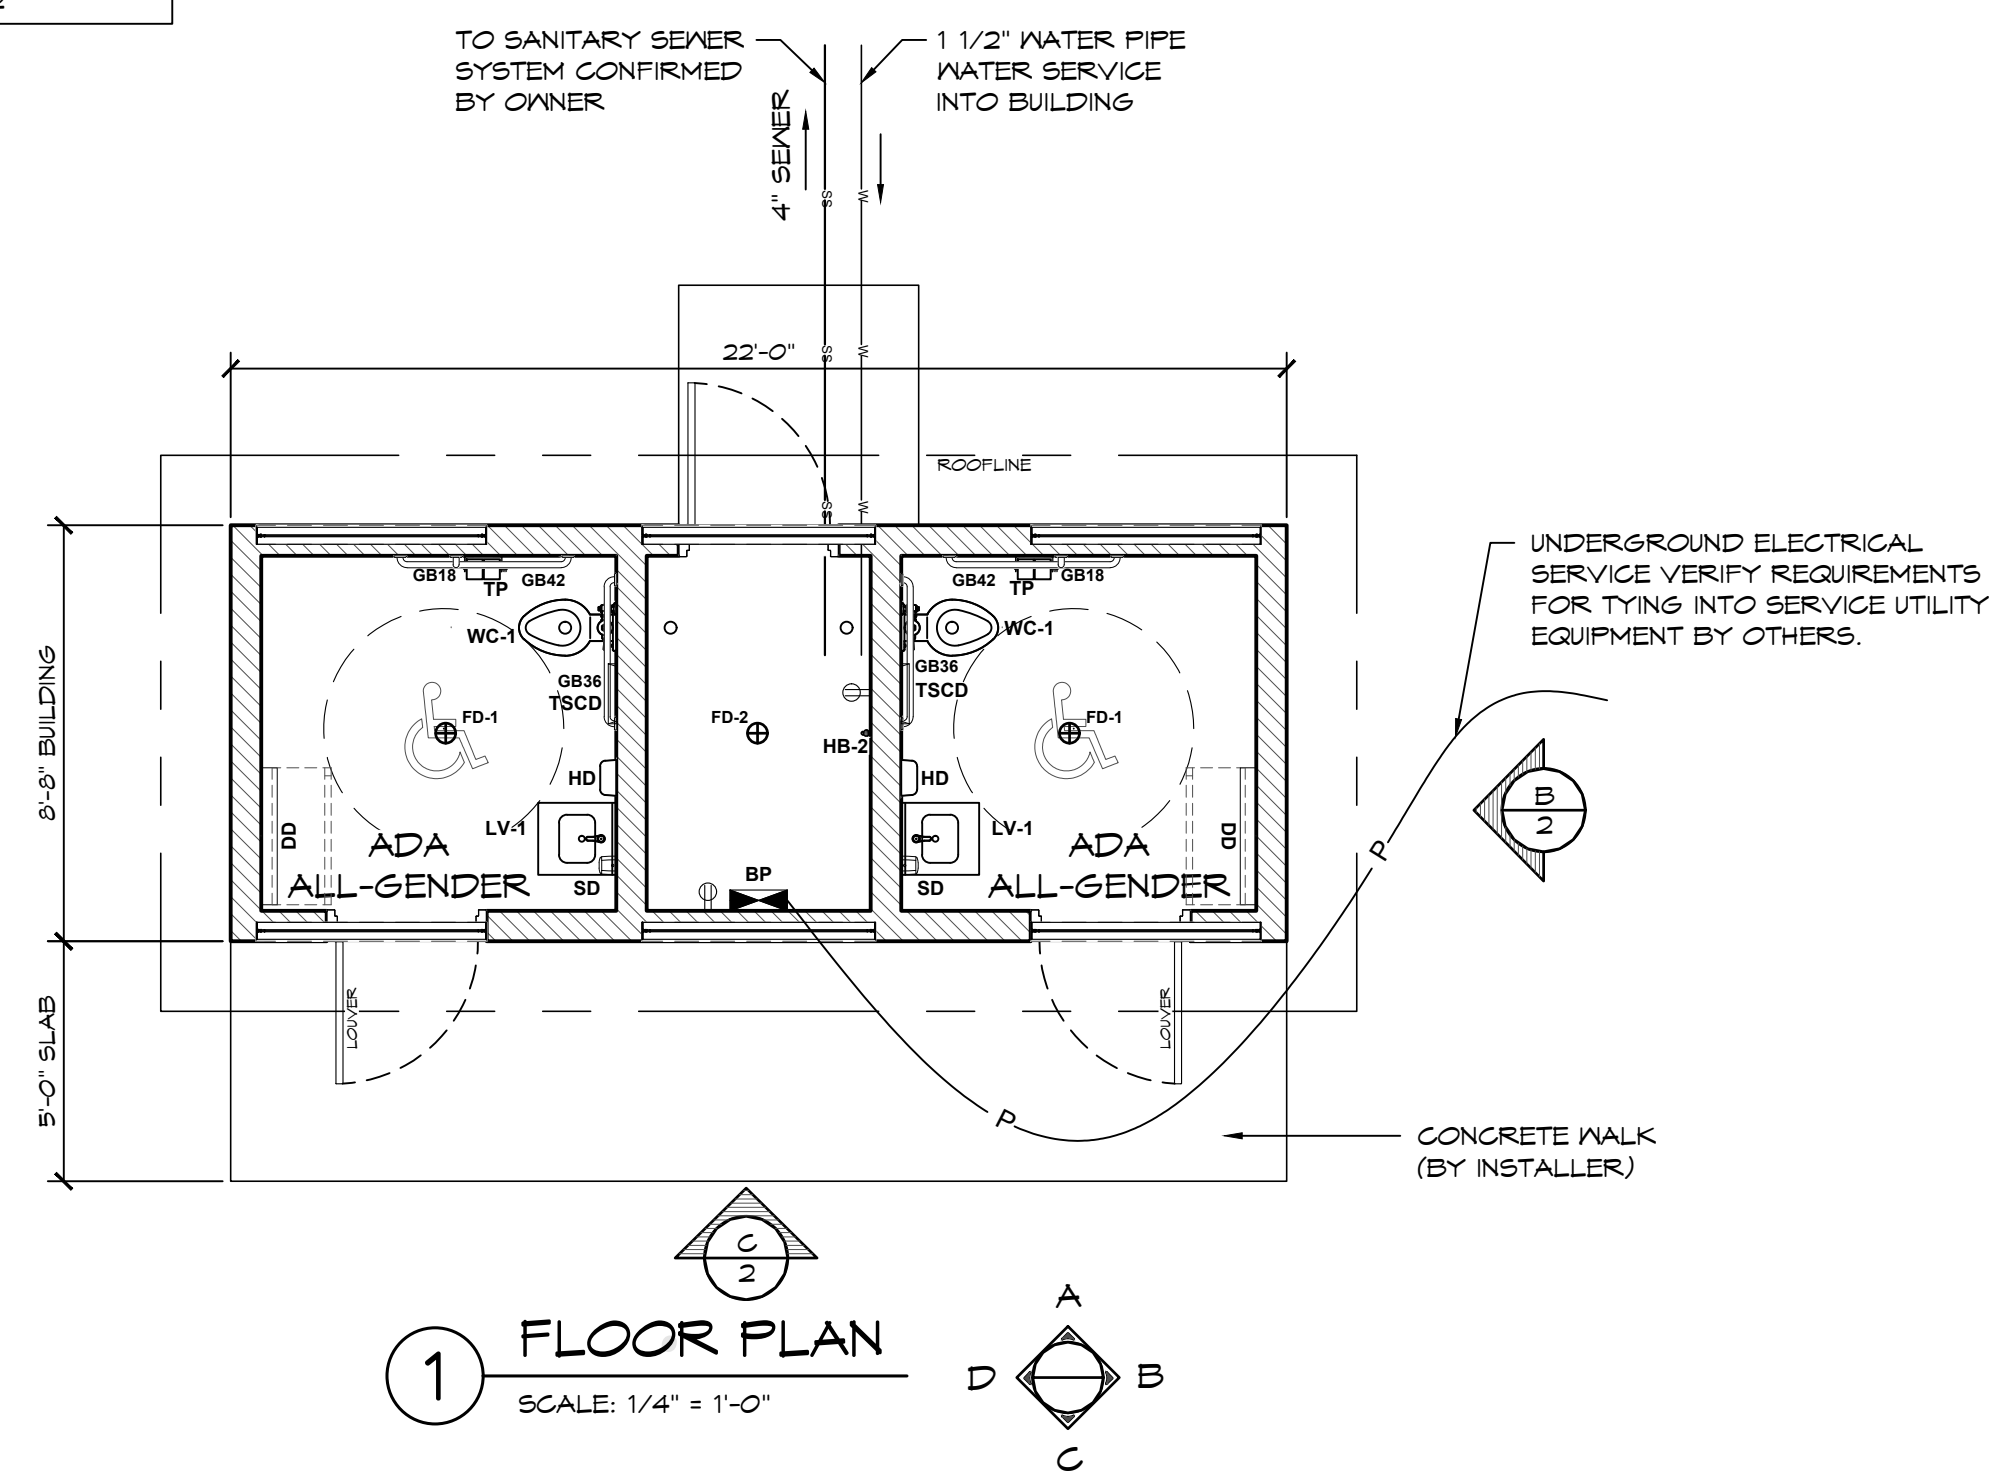 TO SANITARY SEWER
SYSTEM CONFIRMED
BY OWNER
1 1/2" WATER PIPE
WATER SERVICE
INTO BUILDING
4" SEWER
SS
W
22'-0"
SS
W
ROOFLINE
SS
W
UNDERGROUND ELECTRICAL
SERVICE VERIFY REQUIREMENTS
FOR TYING INTO SERVICE UTILITY
EQUIPMENT BY OTHERS.
8'-8" BUILDING
5'-0" SLAB
GB18
TP
GB42
WC-1
GB36
TSCD
FD-1
HD
LV-1
DD
ADA
ALL-GENDER
SD
FD-2
HB-2
BP
GB42
TP
GB18
WC-1
GB36
TSCD
FD-1
HD
LV-1
DD
ADA
ALL-GENDER
SD
LOUVER
LOUVER
P
P
B
2
CONCRETE WALK
(BY INSTALLER)
C
2
1
FLOOR PLAN
SCALE: 1/4" = 1'-0"
A
D
B
C